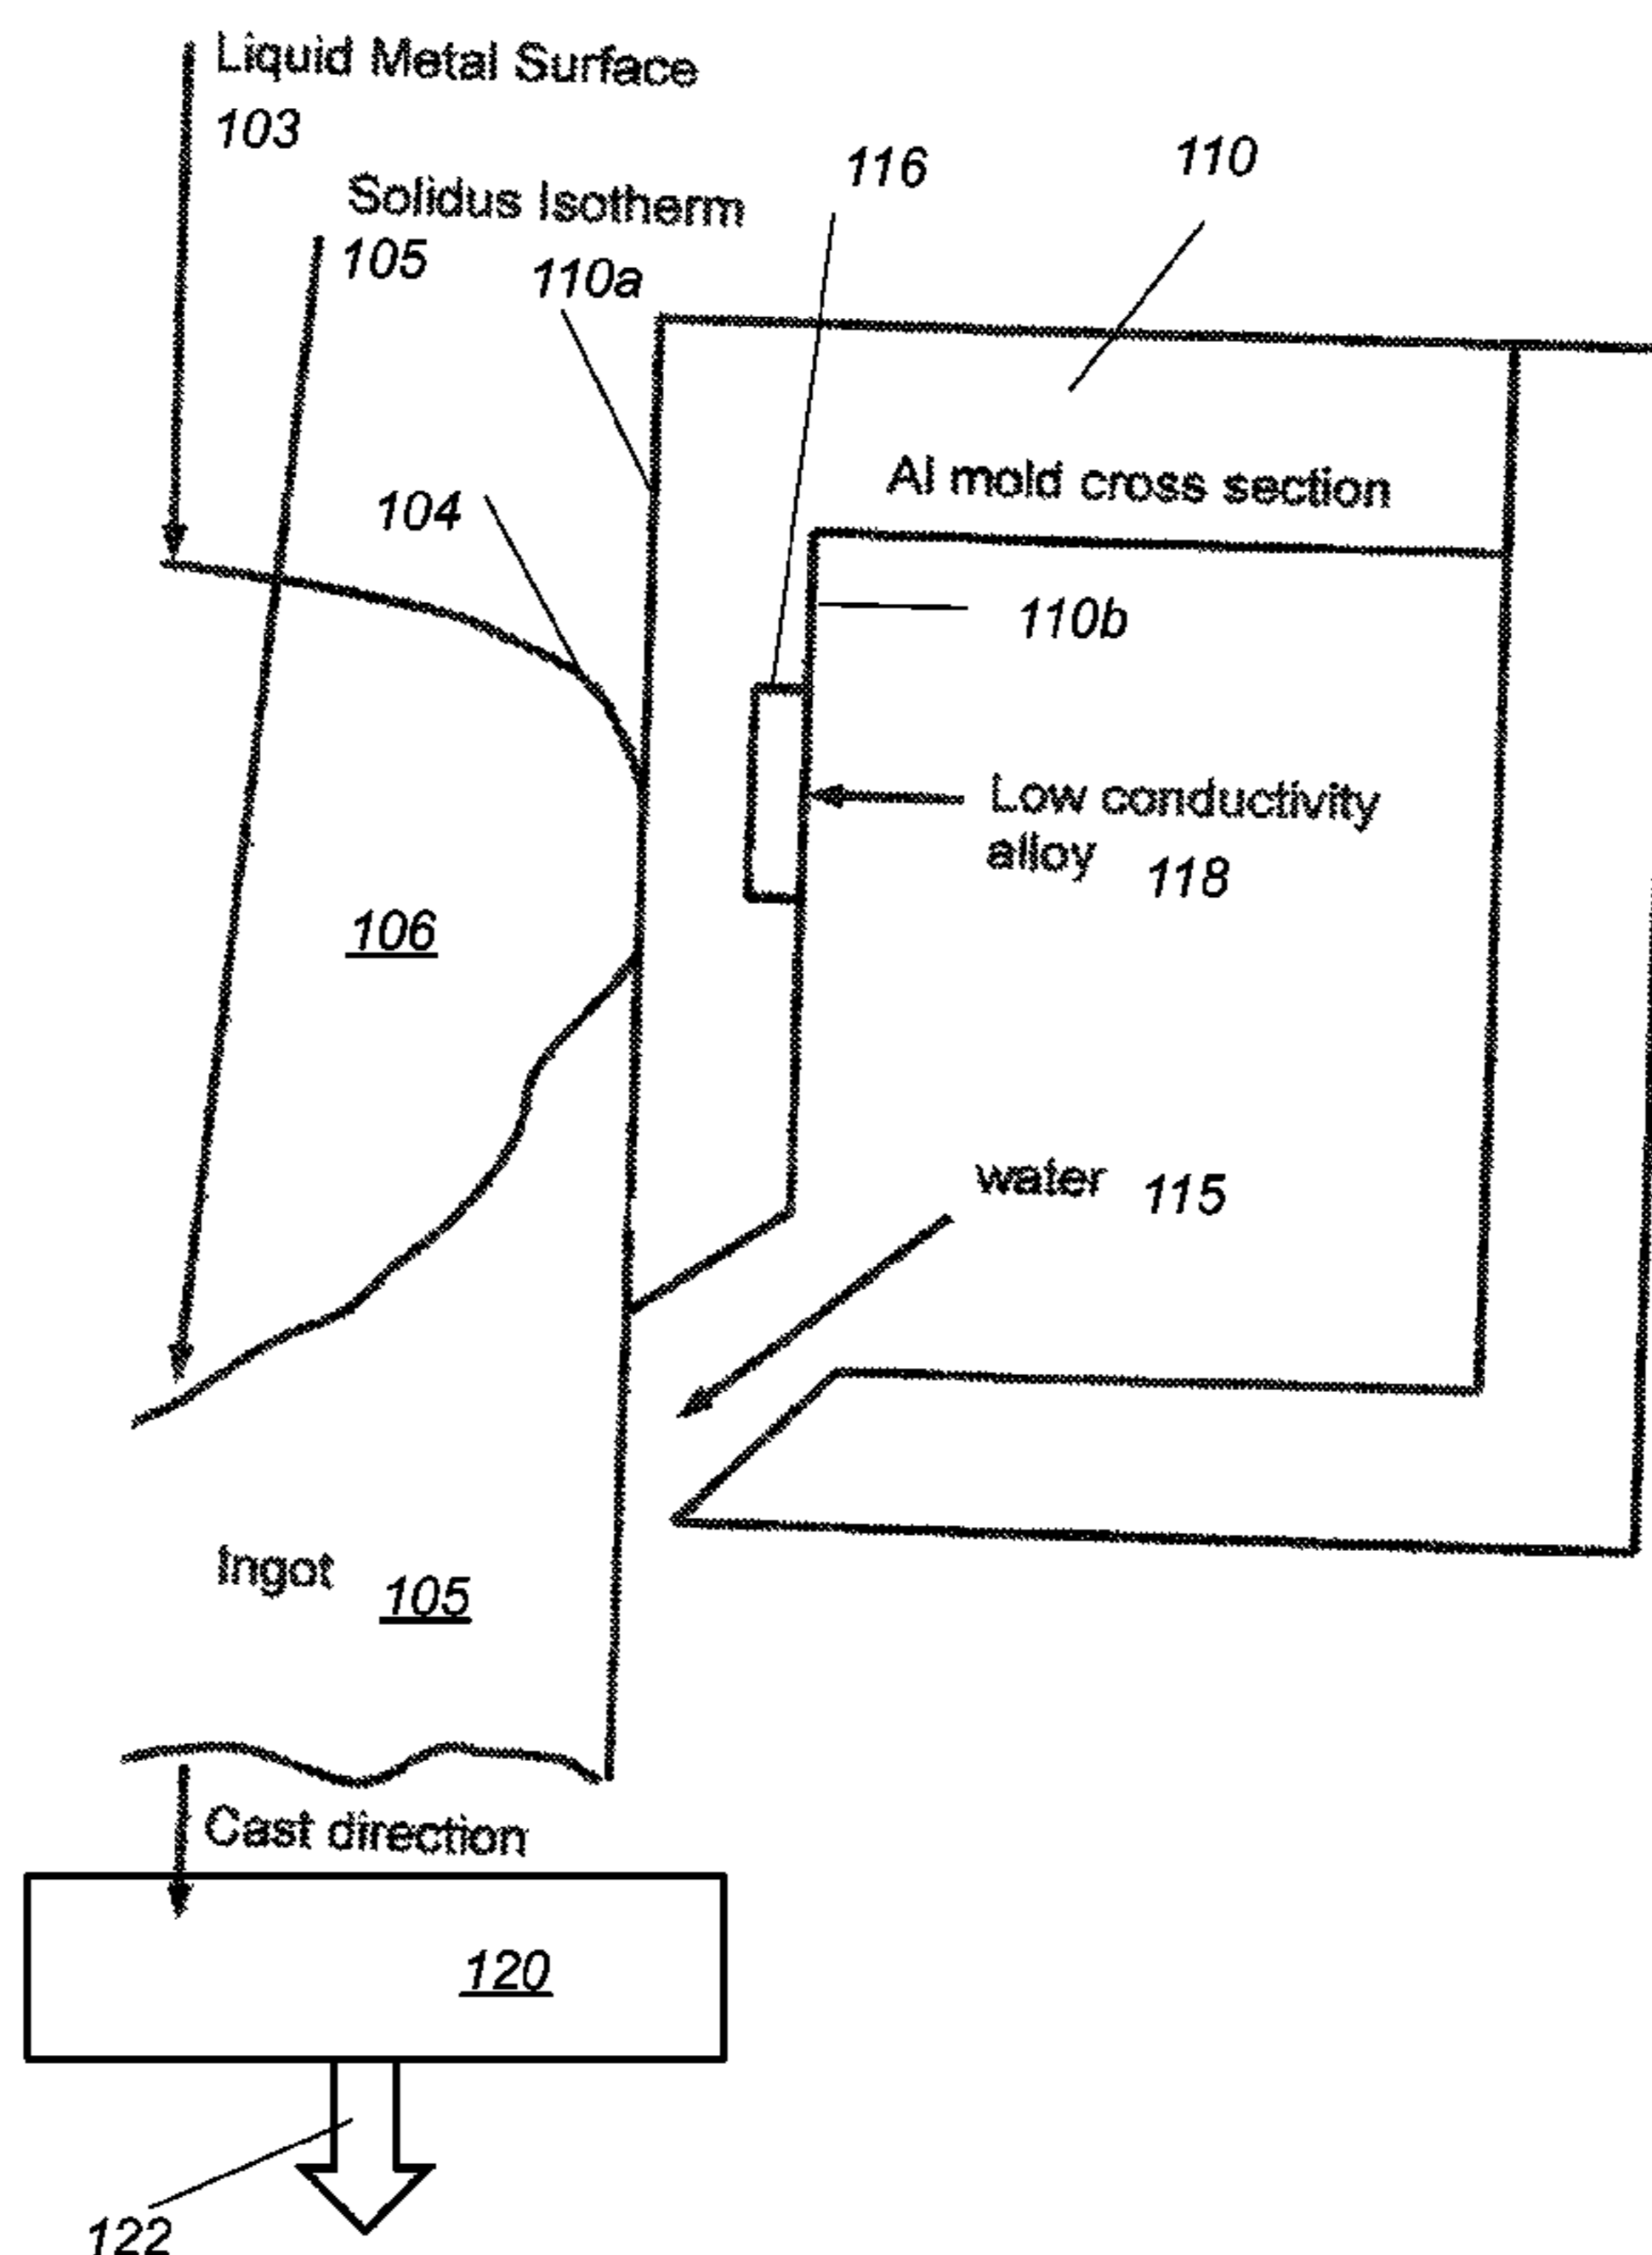 Liquid Metal Surface
103
Solidus Isotherm
105
116
110
110a
Al mold cross section
104
110b
Low conductivity
alloy 118
106
water 115
Ingot 105
Cast direction
120
122